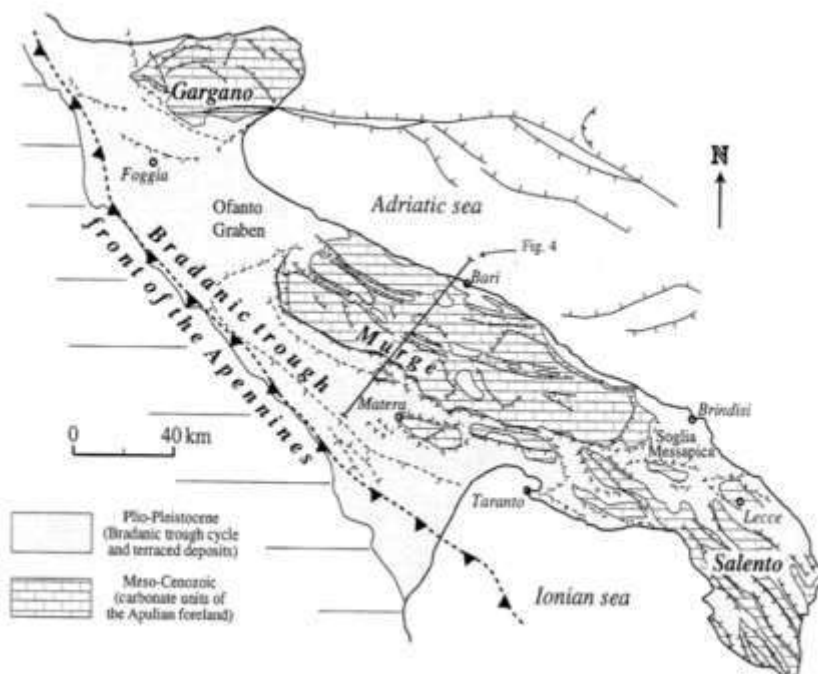 Gargano
Foggia
N
Adriatic sea
Ofanto
Graben
Fig. 4
Bari
Bradanic trough
front of the Apennines
Murge
Matera
Brindisi
0 40 km
Soglia
Messapica
Taranto
Lecce
Salento
Ionian sea
Plio-Pleistocene
(Bradanic trough cycle
and terraced deposits)
Meso-Cenozoic
(carbonate units of
the Apulian foreland)